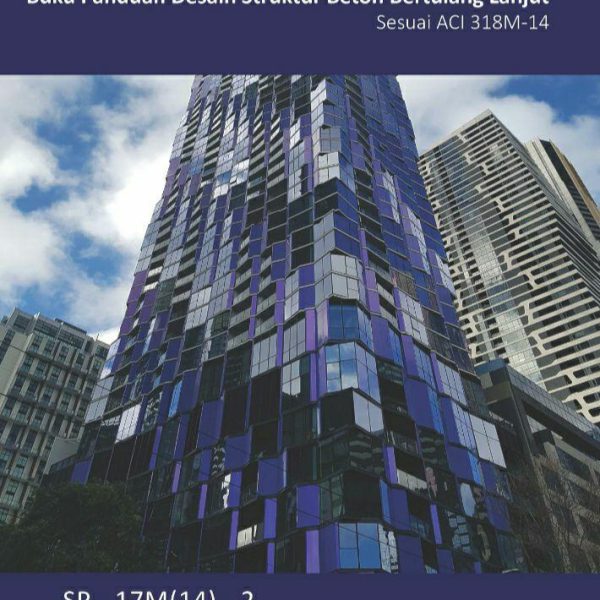 Buku Panduan Desain Struktur Beton Bertulang Lanjut
Sesuai ACI 318M-14
SP - 17M(14) - 2